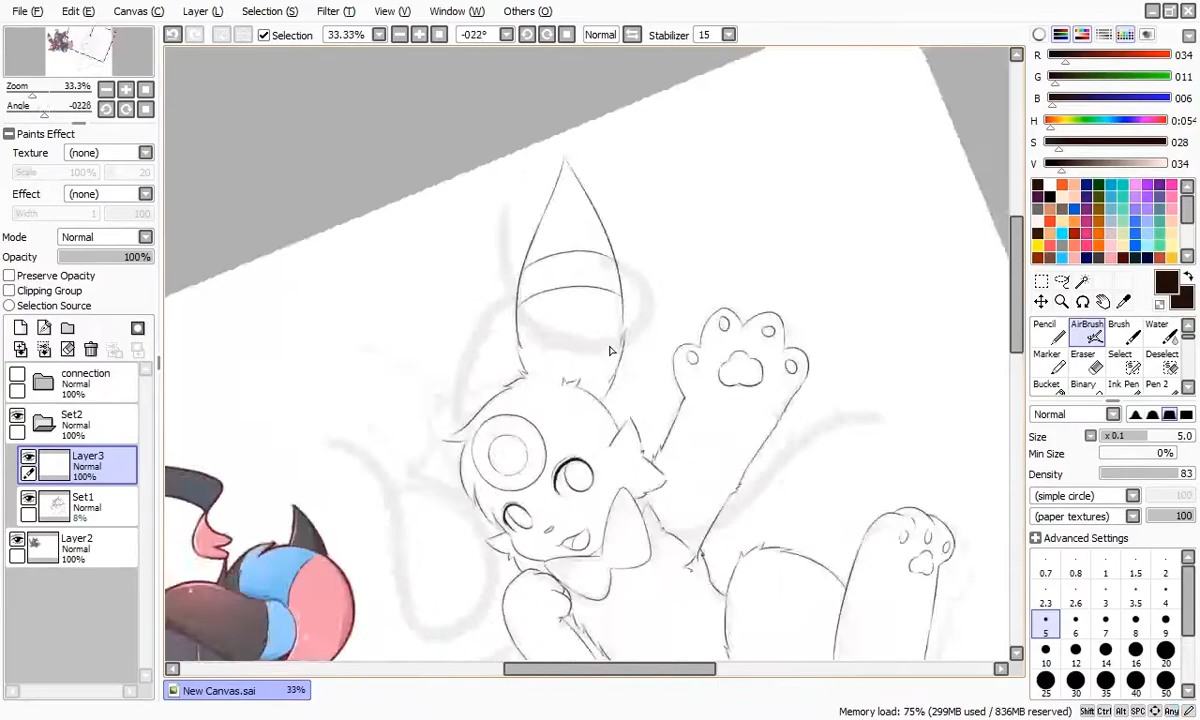 File (F) Edit (E) Canvas (C) Layer (L) Selection (S) Filter (T) View (V) Window (W) Others (O)
Selection 33.33% -022° Normal Stabilizer 15
Zoom 33.3%
Angle -0228
Paints Effect
Texture (none)
Scale 100% 20
Effect (none)
Width 1 100
Mode Normal
Opacity 100%
Preserve Opacity
Clipping Group
Selection Source
connection
Normal
100%
Set2
Normal
100%
Layer3
Normal
100%
Set1
Normal
8%
Layer2
Normal
100%
New Canvas.sai 33%
R 034
G 011
B 006
H 0:054
S 028
V 034
Pencil AirBrush Brush Water
Marker Eraser Select Deselect
Bucket Binary Ink Pen Pen 2
Normal
Size x 0.1 5.0
Min Size 0%
Density 83
(simple circle) 100
(paper textures) 100
Advanced Settings
0.7 0.8 1 1.5 2
2.3 2.6 3 3.5 4
5 6 7 8 9
10 12 14 16 20
25 30 35 40 50
Memory load: 75% (299MB used / 836MB reserved) Shift Ctrl Alt SPC Any